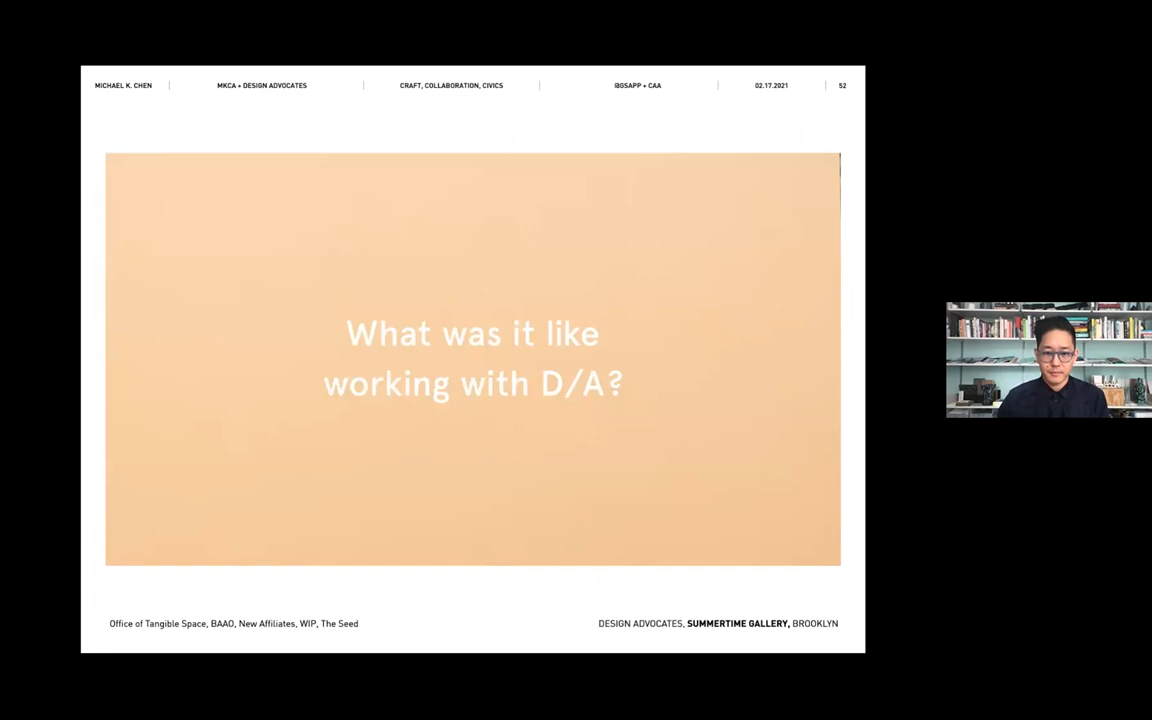 MICHAEL K. CHEN MKCA + DESIGN ADVOCATES CRAFT, COLLABORATION, CIVICS @GSAPP + CAA 02.17.2021 52
What was it like
working with D/A?
Office of Tangible Space, BAAO, New Affiliates, WIP, The Seed DESIGN ADVOCATES, SUMMERTIME GALLERY, BROOKLYN